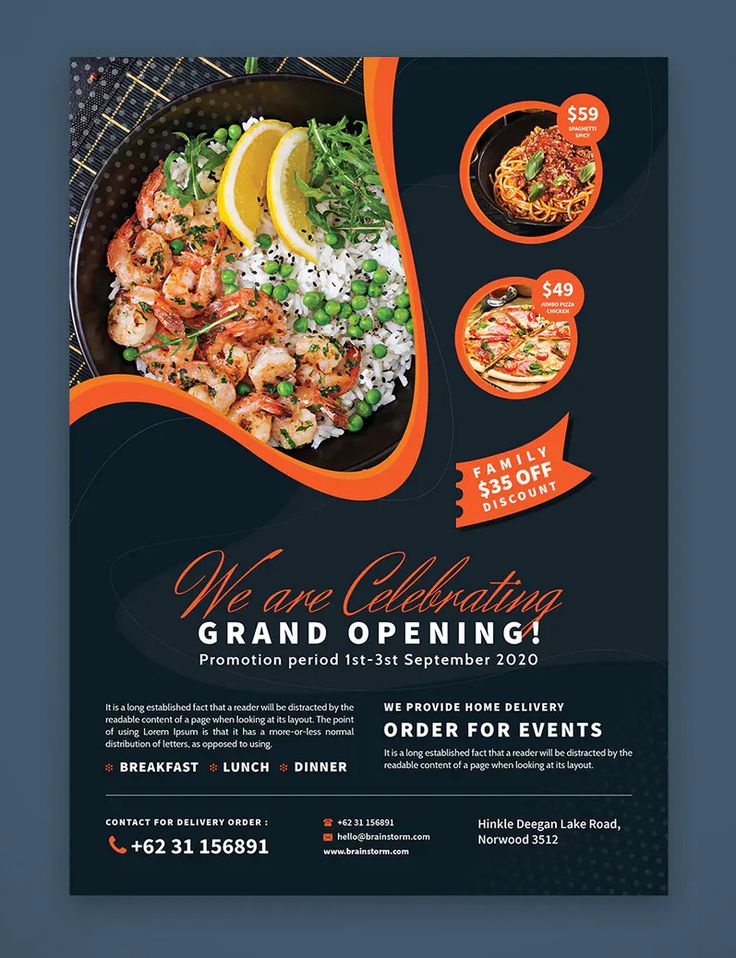 $59
SPAGHETTI
SPICY
$49
JUMBO PIZZA
CHICKEN
FAMILY
$35 OFF
DISCOUNT
We are Celebrating
GRAND OPENING!
Promotion period 1st-3st September 2020
It is a long established fact that a reader will be distracted by the
readable content of a page when looking at its layout. The point
of using Lorem Ipsum is that it has a more-or-less normal
distribution of letters, as opposed to using.
BREAKFAST LUNCH DINNER
WE PROVIDE HOME DELIVERY
ORDER FOR EVENTS
It is a long established fact that a reader will be distracted by the
readable content of a page when looking at its layout.
CONTACT FOR DELIVERY ORDER :
+62 31 156891
+62 31 156891
hello@brainstorm.com
www.brainstorm.com
Hinkle Deegan Lake Road,
Norwood 3512